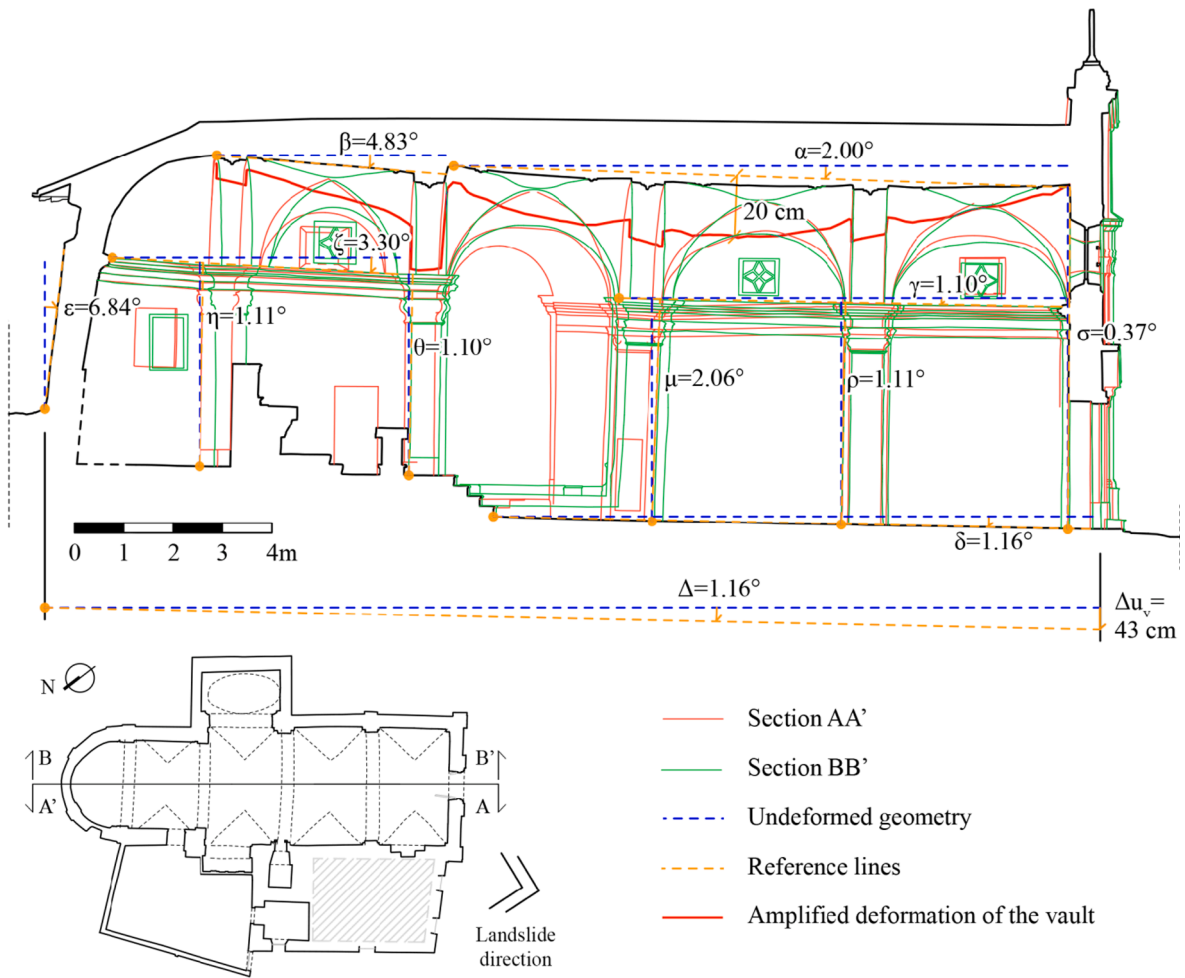 β=4.83°
α=2.00°
20 cm
ζ=3.30°
γ=1.10°
ε=6.84°
η=1.11°
θ=1.10°
σ=0.37°
μ=2.06°
ρ=1.11°
0 1 2 3 4m
δ=1.16°
Δ=1.16°
Δuᵥ=
43 cm
N
B B'
A' A
Landslide
direction
Section AA'
Section BB'
Undeformed geometry
Reference lines
Amplified deformation of the vault